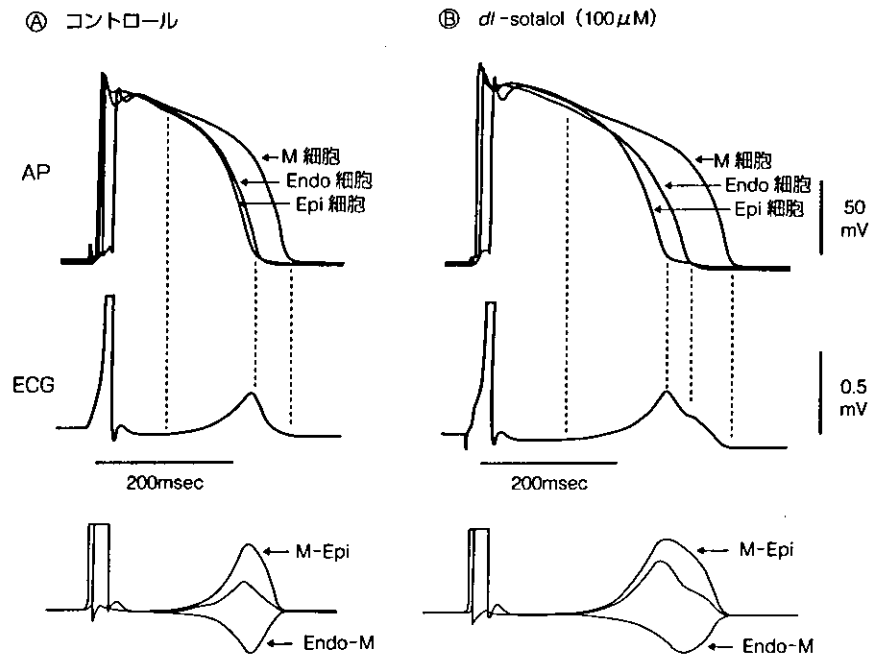 Ⓐ コントロール
Ⓑ dl-sotalol (100μM)
AP
M 細胞
Endo 細胞
Epi 細胞
M 細胞
Endo 細胞
Epi 細胞
50
mV
ECG
0.5
mV
200msec
200msec
M-Epi
Endo-M
M-Epi
Endo-M